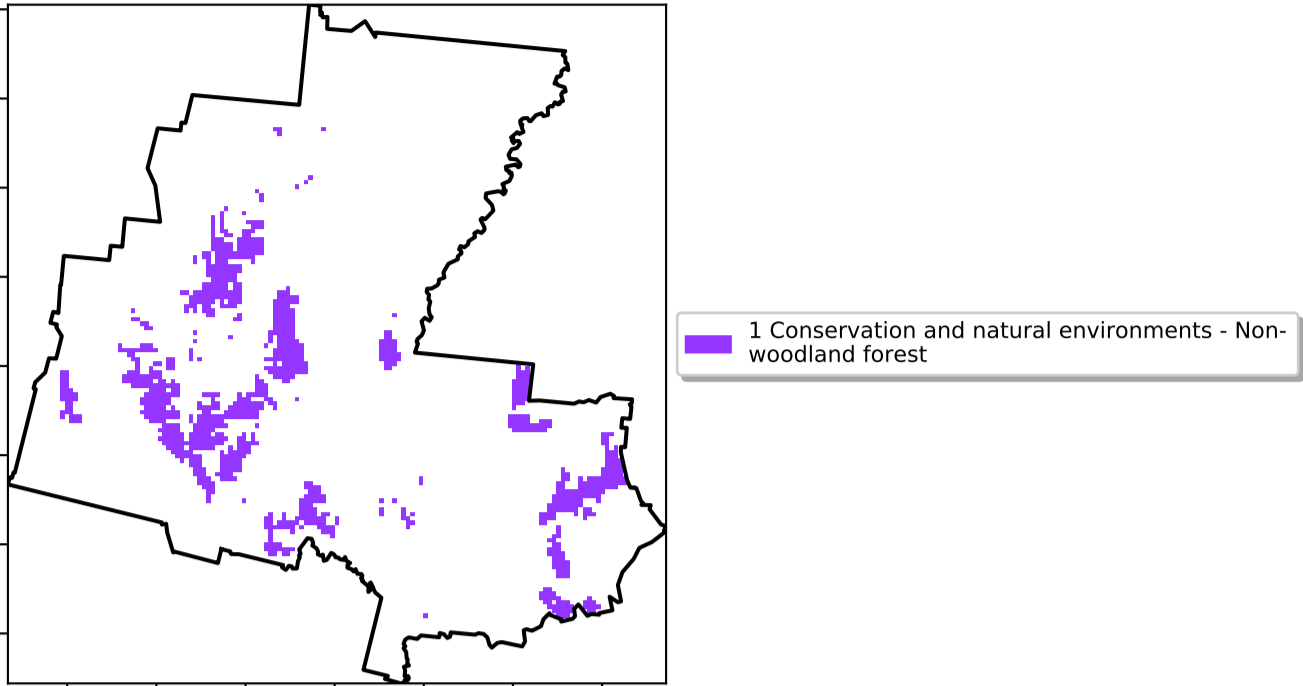 1 Conservation and natural environments - Non-
woodland forest